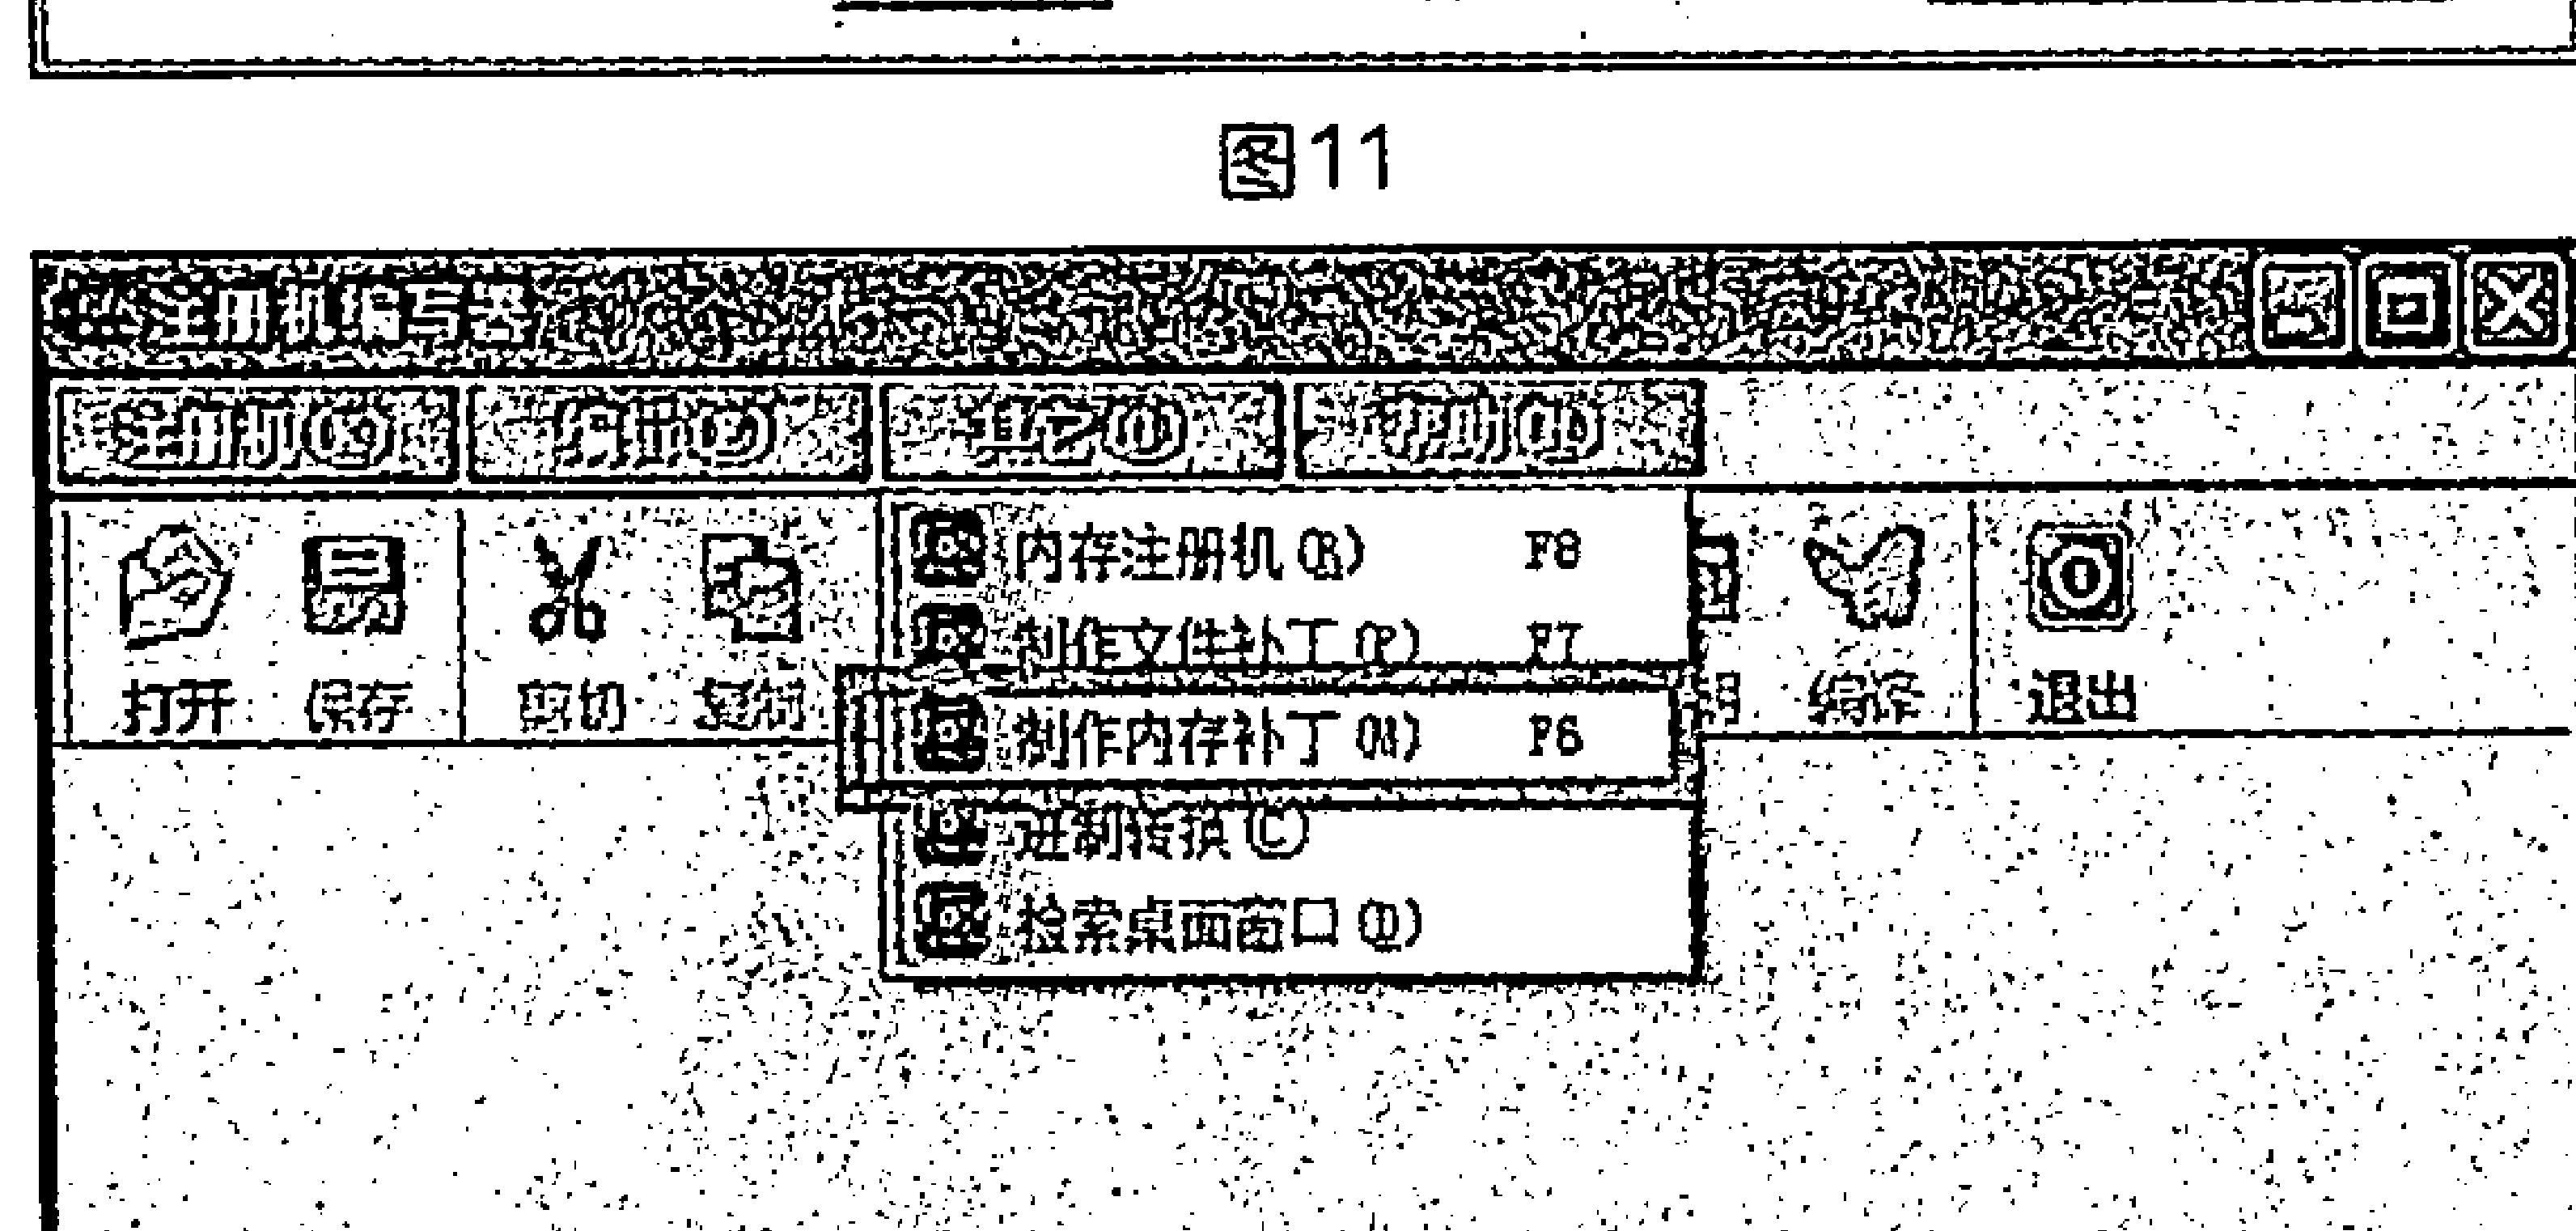 图11
注册机编写器
注册机(K) 编辑(E) 其它(O) 帮助(H)
内存注册机(R) F8
制作文件补丁(P) F7
制作内存补丁(M) F6
进制转换(C)
检索桌面窗口(D)
打开 保存 剪切 复制 编译 退出